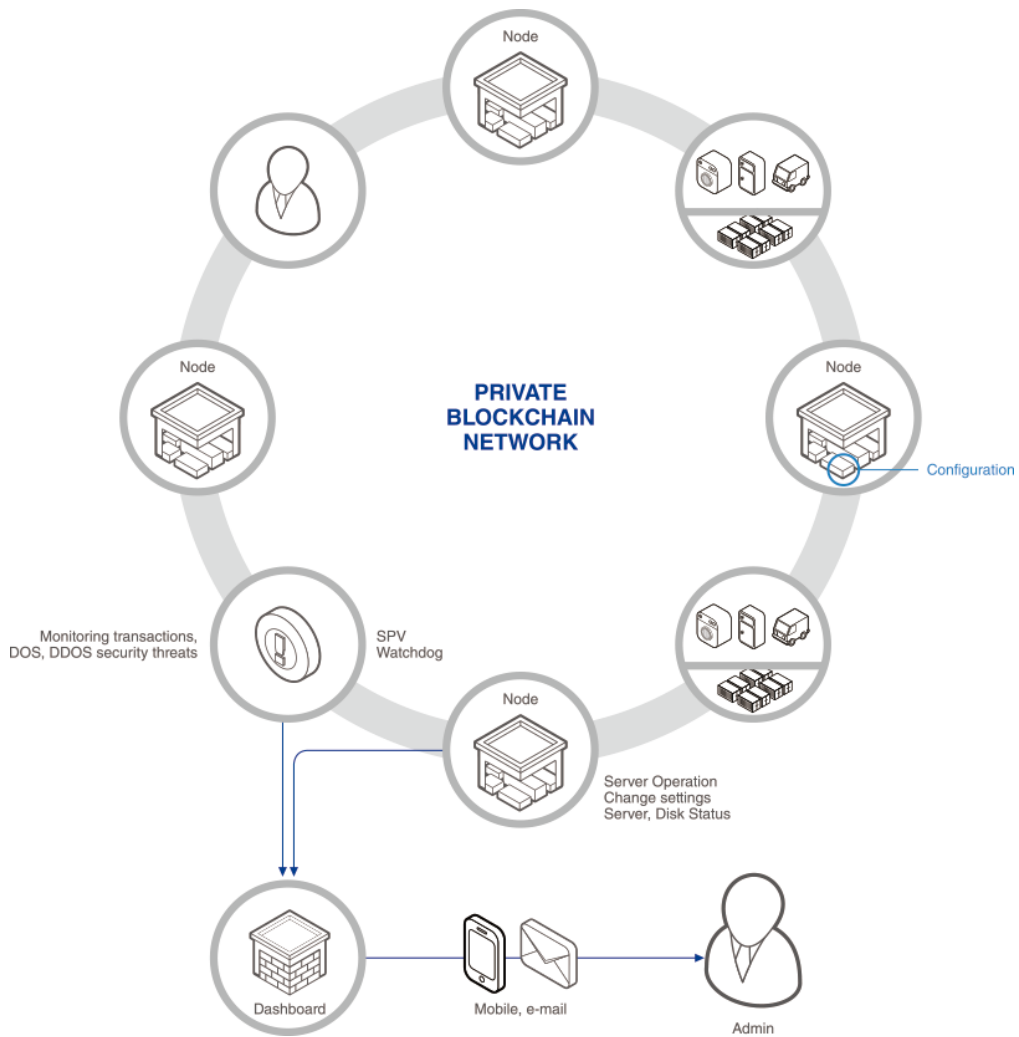 Node
Node
Node
PRIVATE
BLOCKCHAIN
NETWORK
Configuration
Monitoring transactions,
DOS, DDOS security threats
SPV
Watchdog
Node
Server Operation
Change settings
Server, Disk Status
Dashboard
Mobile, e-mail
Admin